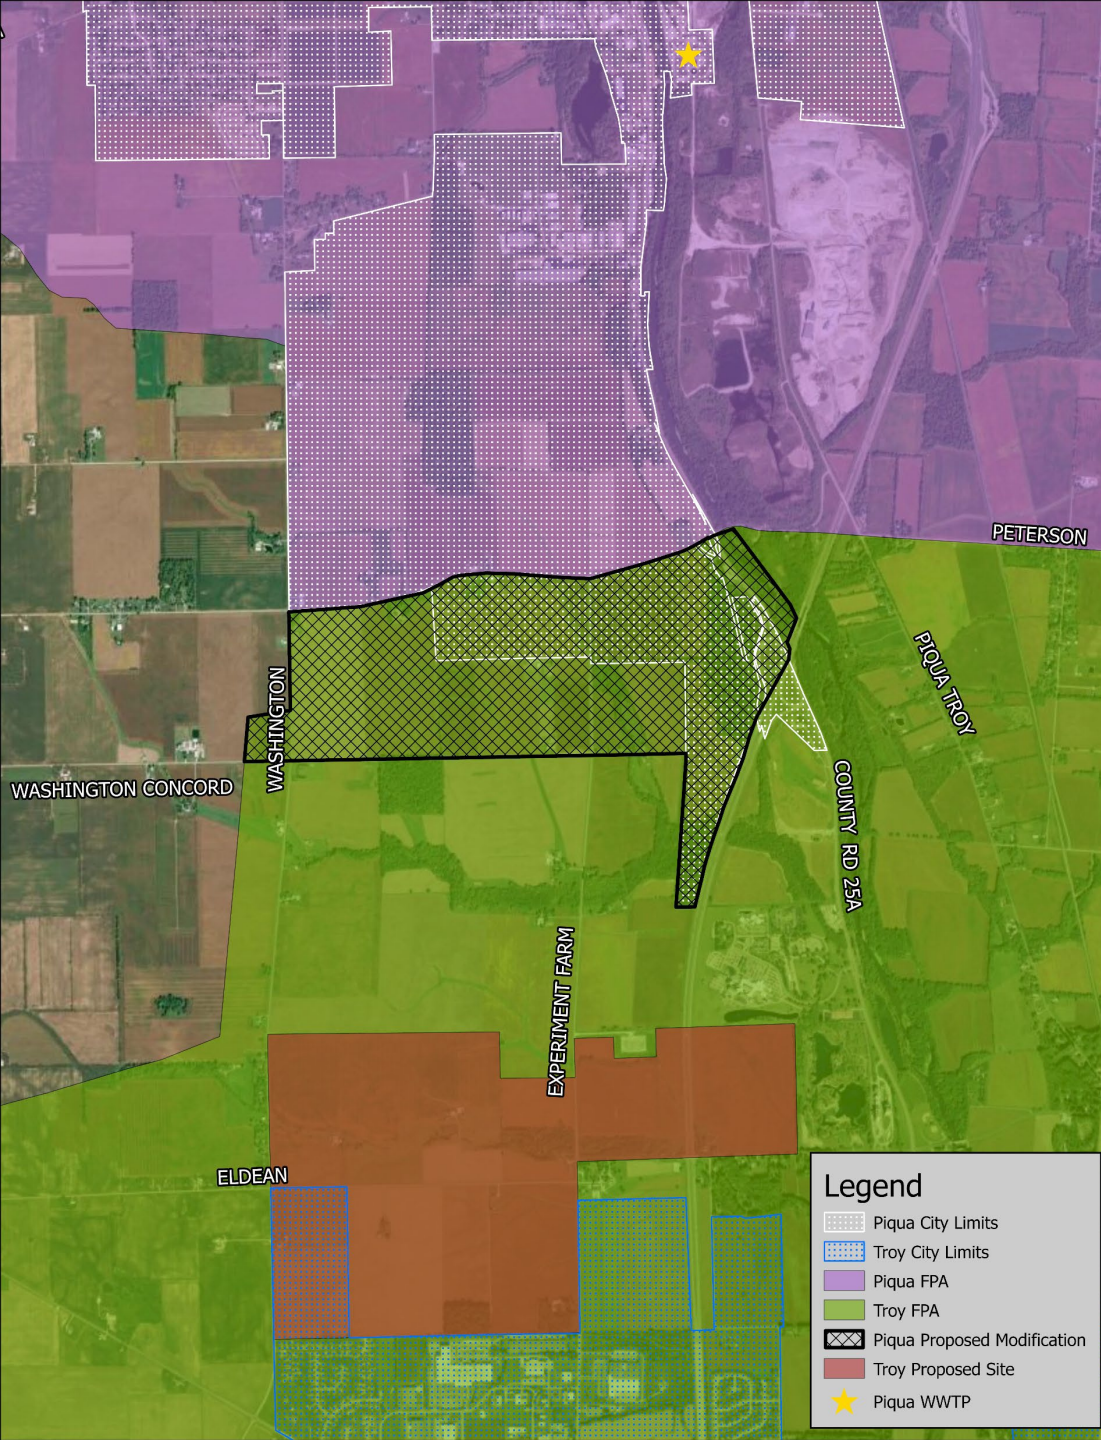 PETERSON
PIQUA TROY
WASHINGTON
WASHINGTON CONCORD
COUNTY RD 25A
EXPERIMENT FARM
ELDEAN
Legend
Piqua City Limits
Troy City Limits
Piqua FPA
Troy FPA
Piqua Proposed Modification
Troy Proposed Site
Piqua WWTP